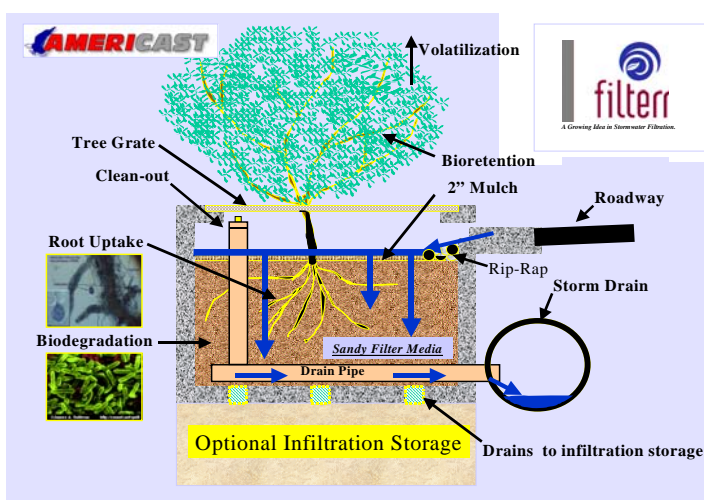 AMERICAST
Volatilization
filterr
A Growing Idea in Stormwater Filtration.
Tree Grate
Bioretention
Clean-out
2” Mulch
Roadway
Root Uptake
Rip-Rap
Storm Drain
Biodegradation
Sandy Filter Media
Drain Pipe
Optional Infiltration Storage
Drains to infiltration storage